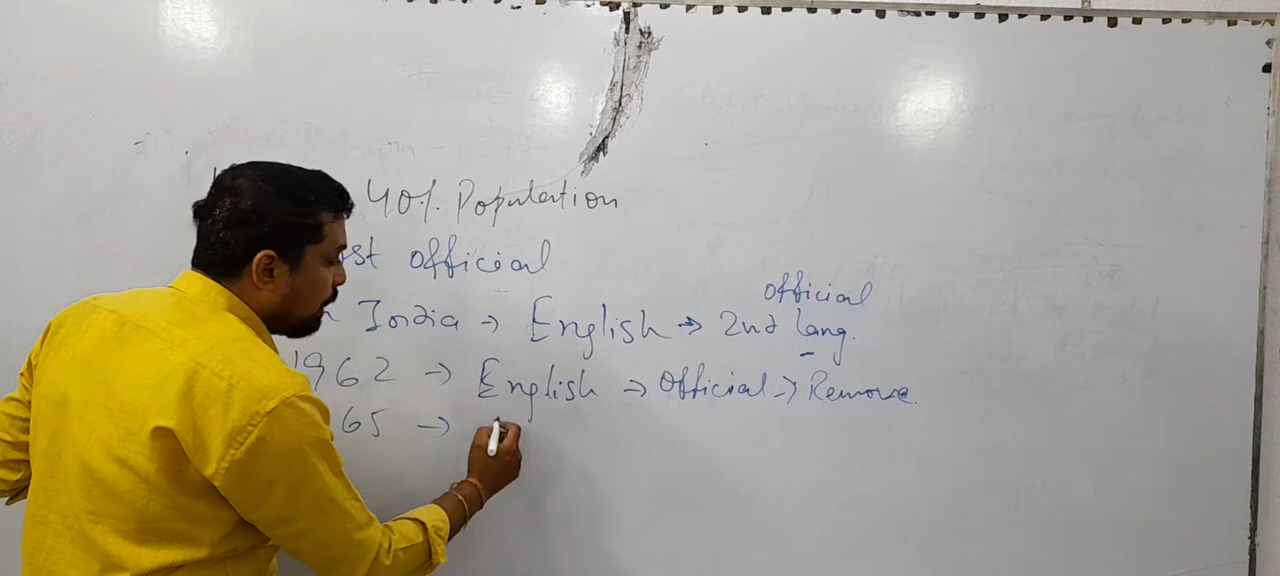 40% Population
st official
official
India → English → 2nd lang.
1962 → English → Official → Remove
65 →